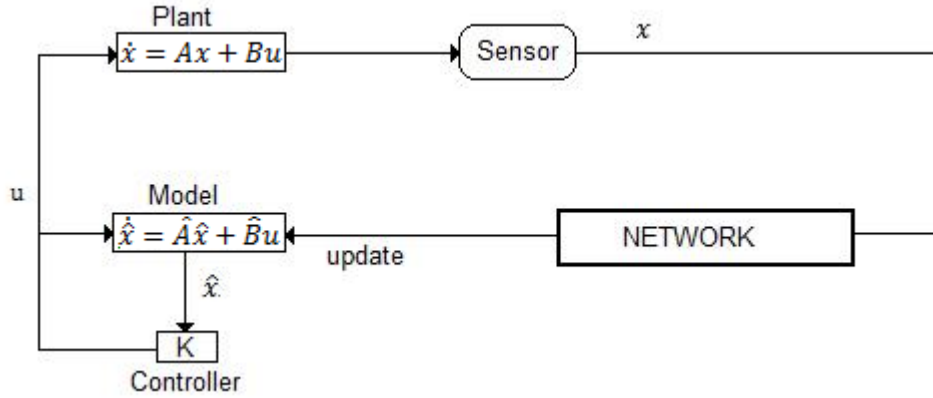 Plant
ẋ = Ax + Bu
Sensor
x
u
Model
x̂̇ = Âx̂ + B̂u
NETWORK
update
x̂
K
Controller